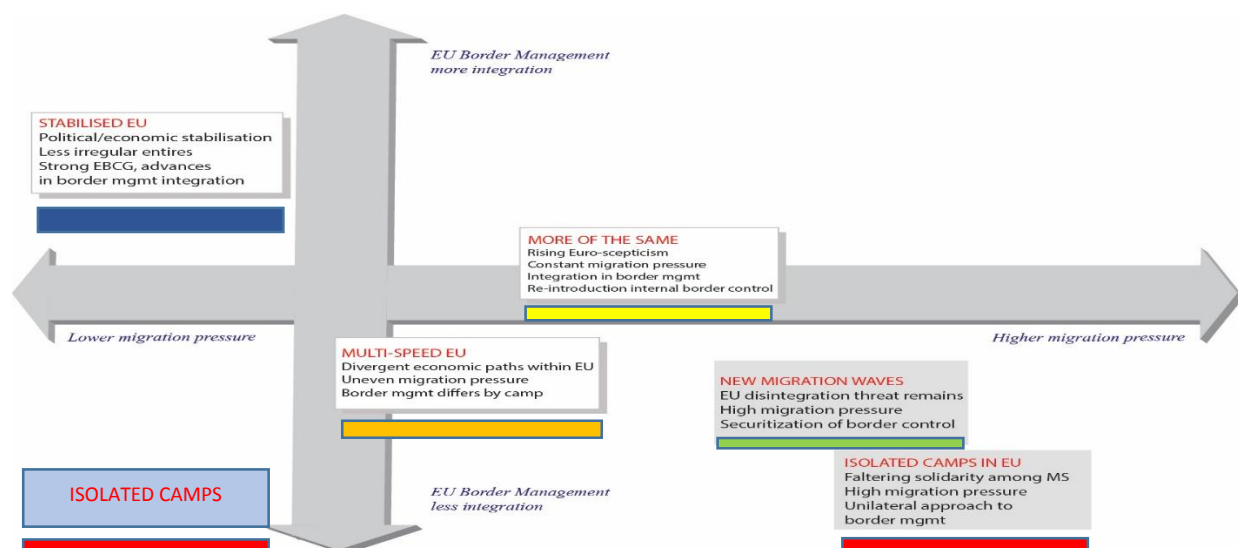 EU Border Management
more integration
STABILISED EU
Political/economic stabilisation
Less irregular entires
Strong EBCG, advances
in border mgmt integration
MORE OF THE SAME
Rising Euro-scepticism
Constant migration pressure
Integration in border mgmt
Re-introduction internal border control
Lower migration pressure
Higher migration pressure
MULTI-SPEED EU
Divergent economic paths within EU
Uneven migration pressure
Border mgmt differs by camp
NEW MIGRATION WAVES
EU disintegration threat remains
High migration pressure
Securitization of border control
ISOLATED CAMPS
EU Border Management
less integration
ISOLATED CAMPS IN EU
Faltering solidarity among MS
High migration pressure
Unilateral approach to
border mgmt